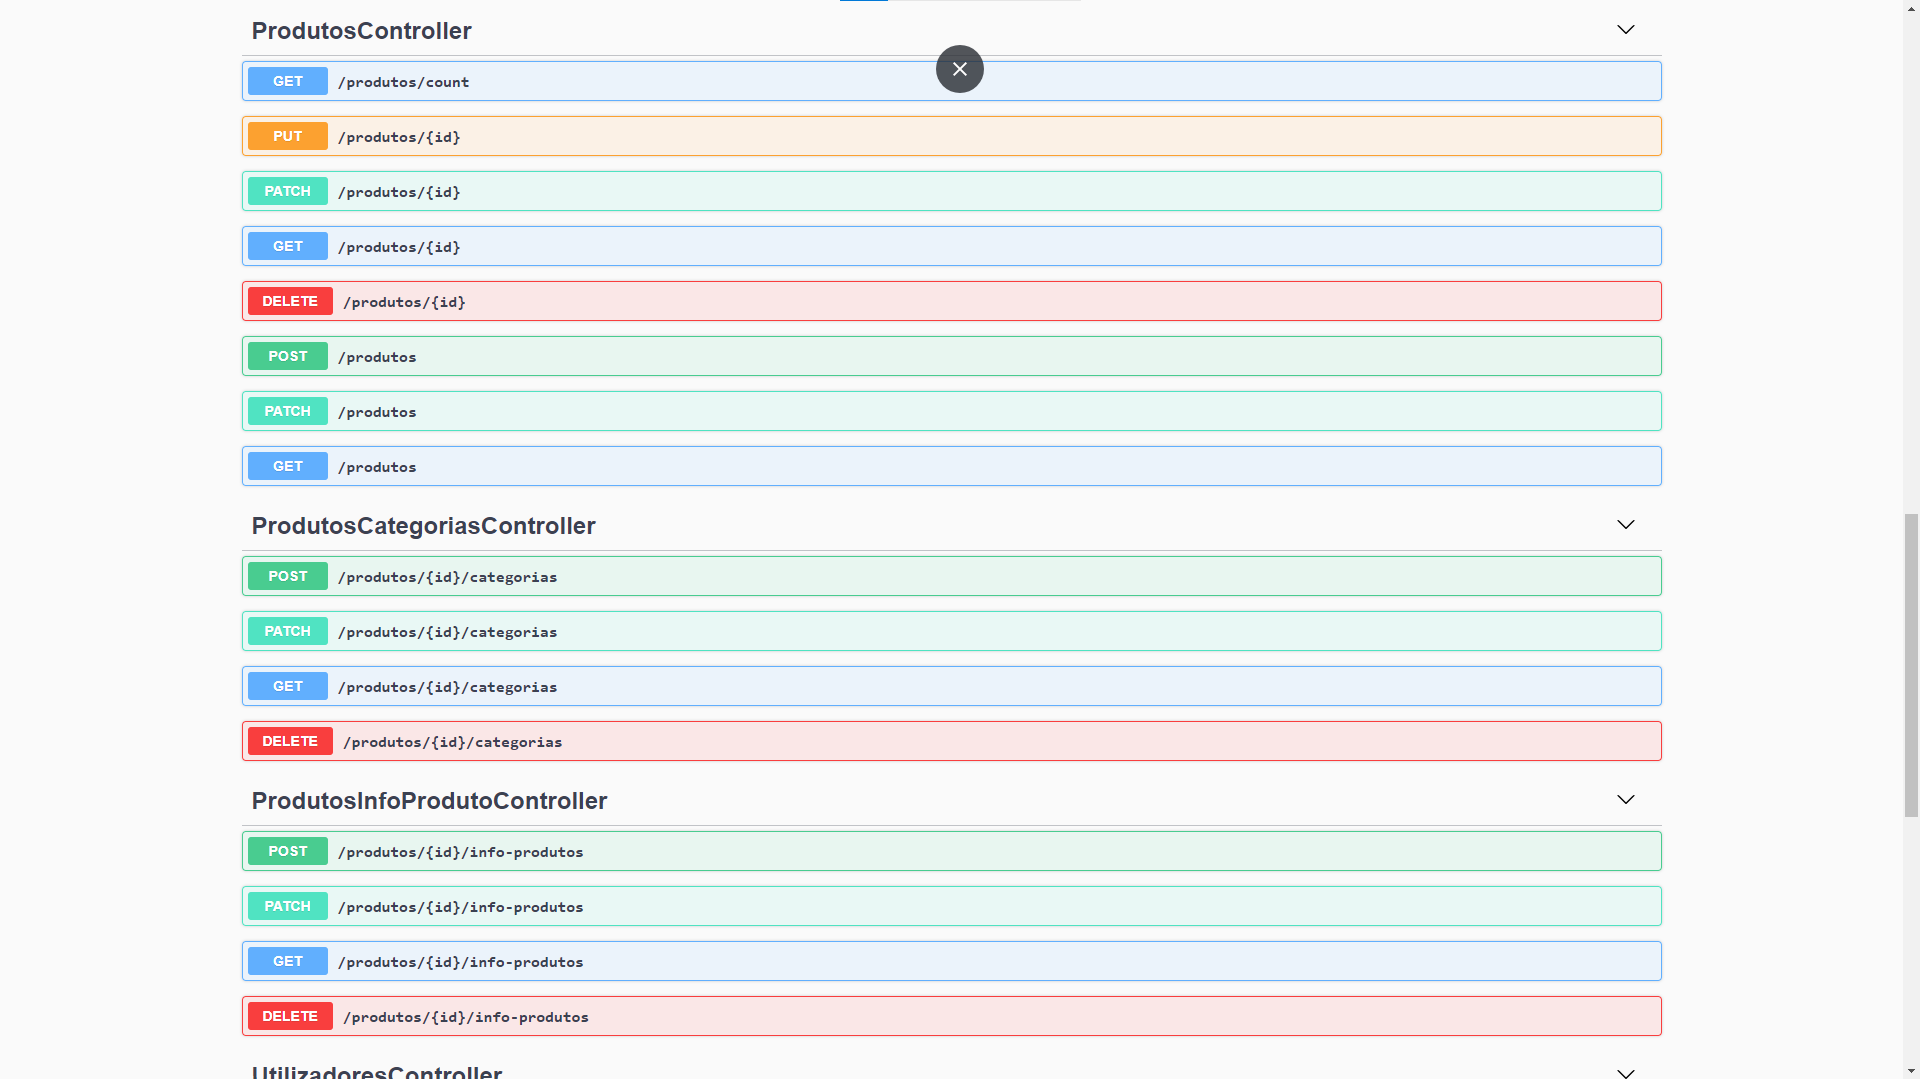 ProdutosController
GET /produtos/count
PUT /produtos/{id}
PATCH /produtos/{id}
GET /produtos/{id}
DELETE /produtos/{id}
POST /produtos
PATCH /produtos
GET /produtos
ProdutosCategoriasController
POST /produtos/{id}/categorias
PATCH /produtos/{id}/categorias
GET /produtos/{id}/categorias
DELETE /produtos/{id}/categorias
ProdutosInfoProdutoController
POST /produtos/{id}/info-produtos
PATCH /produtos/{id}/info-produtos
GET /produtos/{id}/info-produtos
DELETE /produtos/{id}/info-produtos
UtilizadoresController